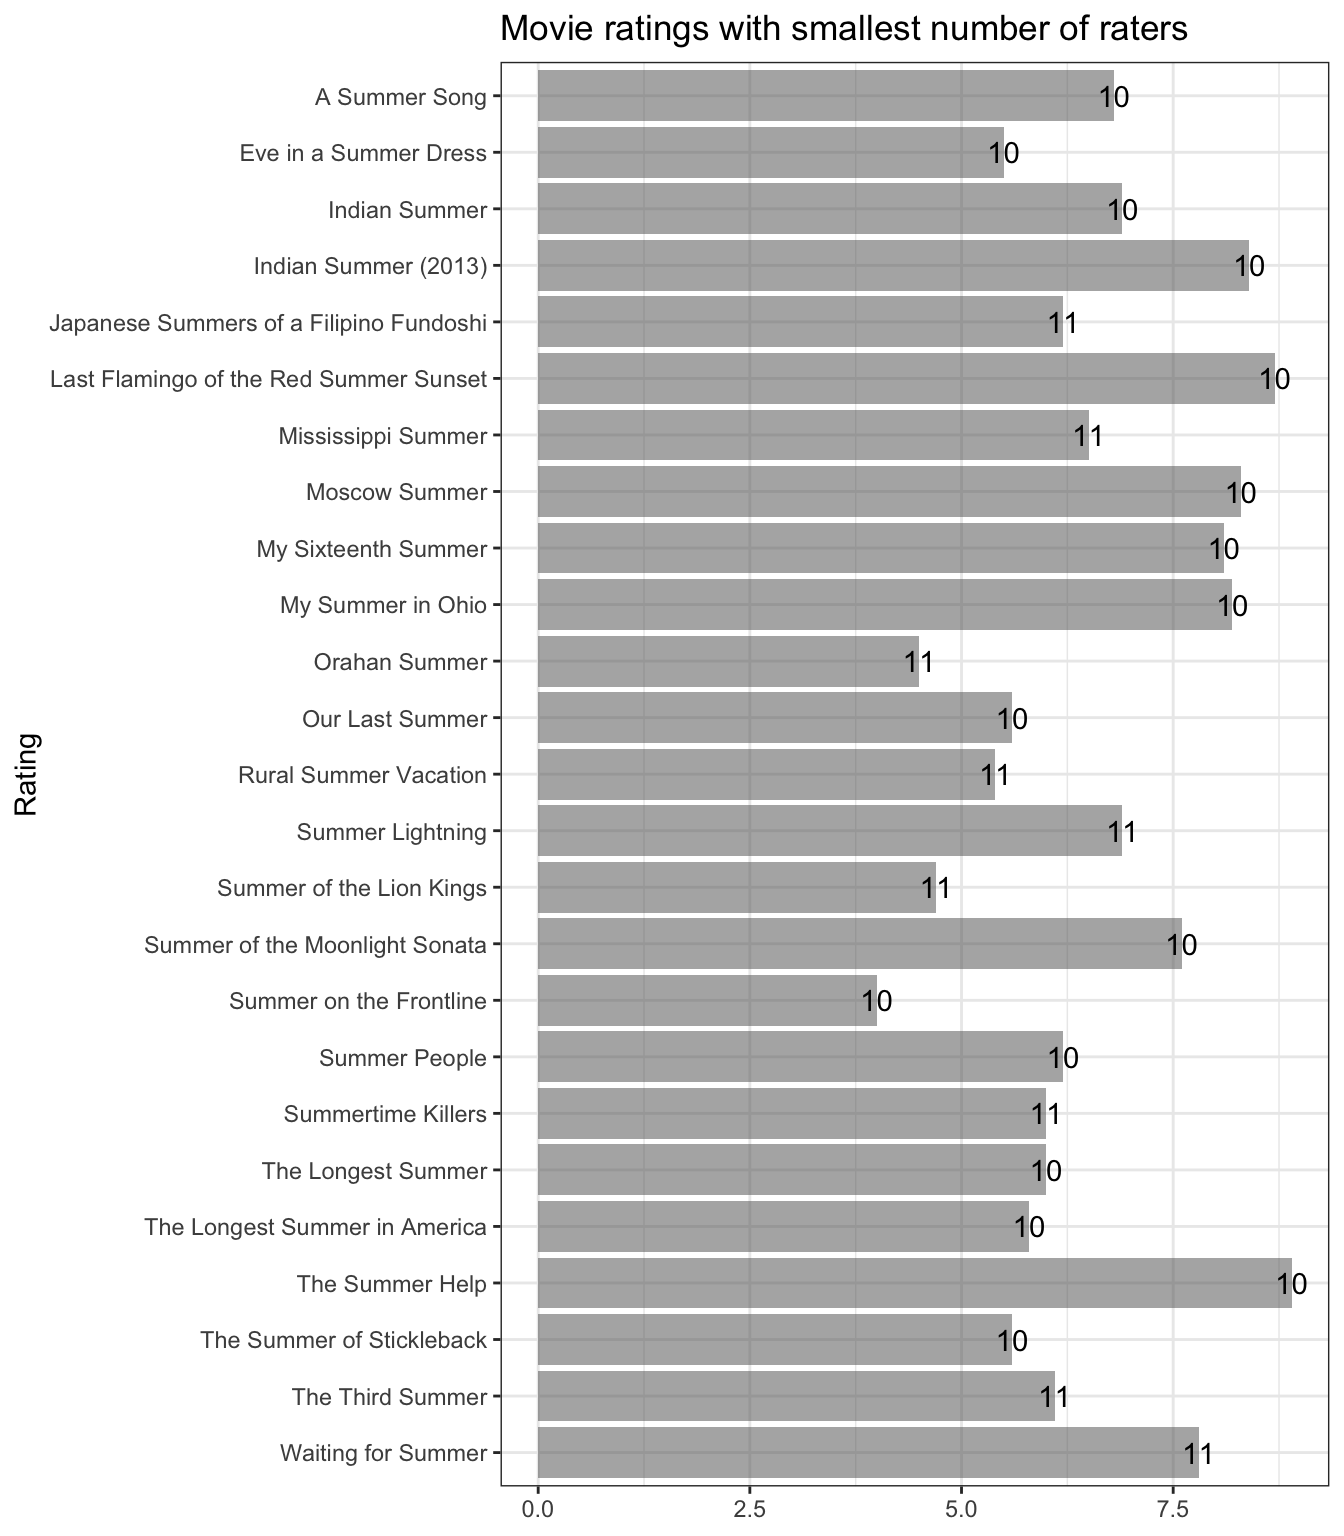 Movie ratings with smallest number of raters
A Summer Song 10
Eve in a Summer Dress 10
Indian Summer 10
Indian Summer (2013) 10
Japanese Summers of a Filipino Fundoshi 11
Last Flamingo of the Red Summer Sunset 10
Mississippi Summer 11
Moscow Summer 10
My Sixteenth Summer 10
My Summer in Ohio 10
Orahan Summer 11
Our Last Summer 10
Rural Summer Vacation 11
Summer Lightning 11
Summer of the Lion Kings 11
Summer of the Moonlight Sonata 10
Summer on the Frontline 10
Summer People 10
Summertime Killers 11
The Longest Summer 10
The Longest Summer in America 10
The Summer Help 10
The Summer of Stickleback 10
The Third Summer 11
Waiting for Summer 11
0.0 2.5 5.0 7.5
Rating